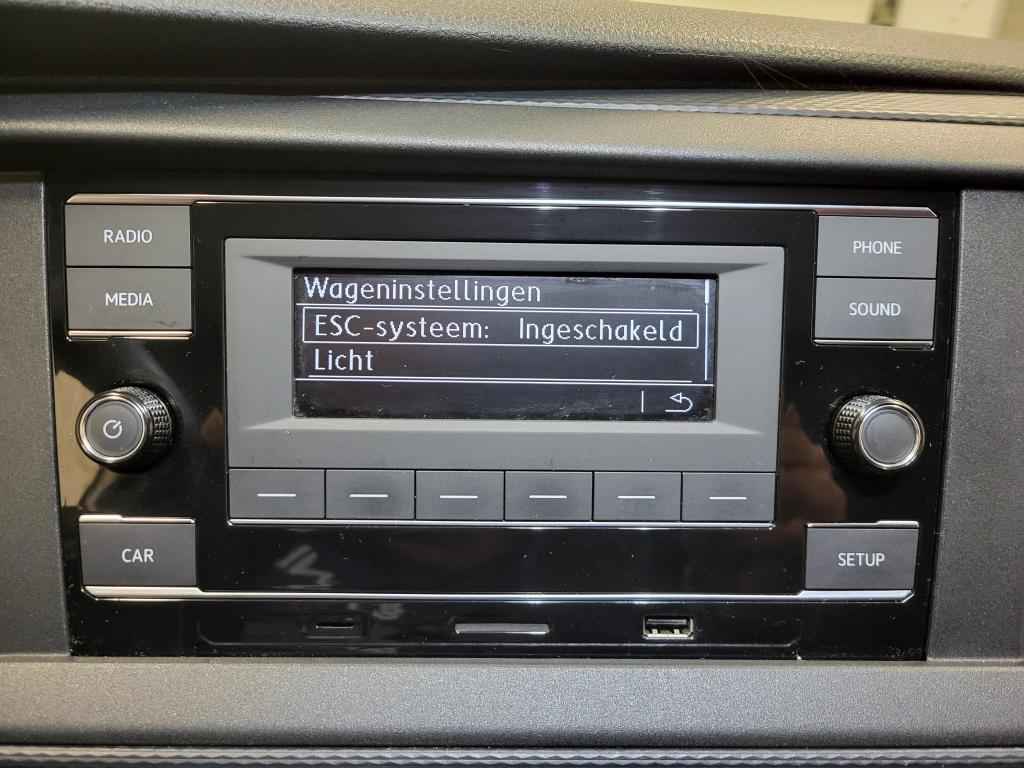 RADIO
MEDIA
PHONE
SOUND
Wageninstellingen
ESC-systeem: Ingeschakeld
Licht
CAR
SETUP